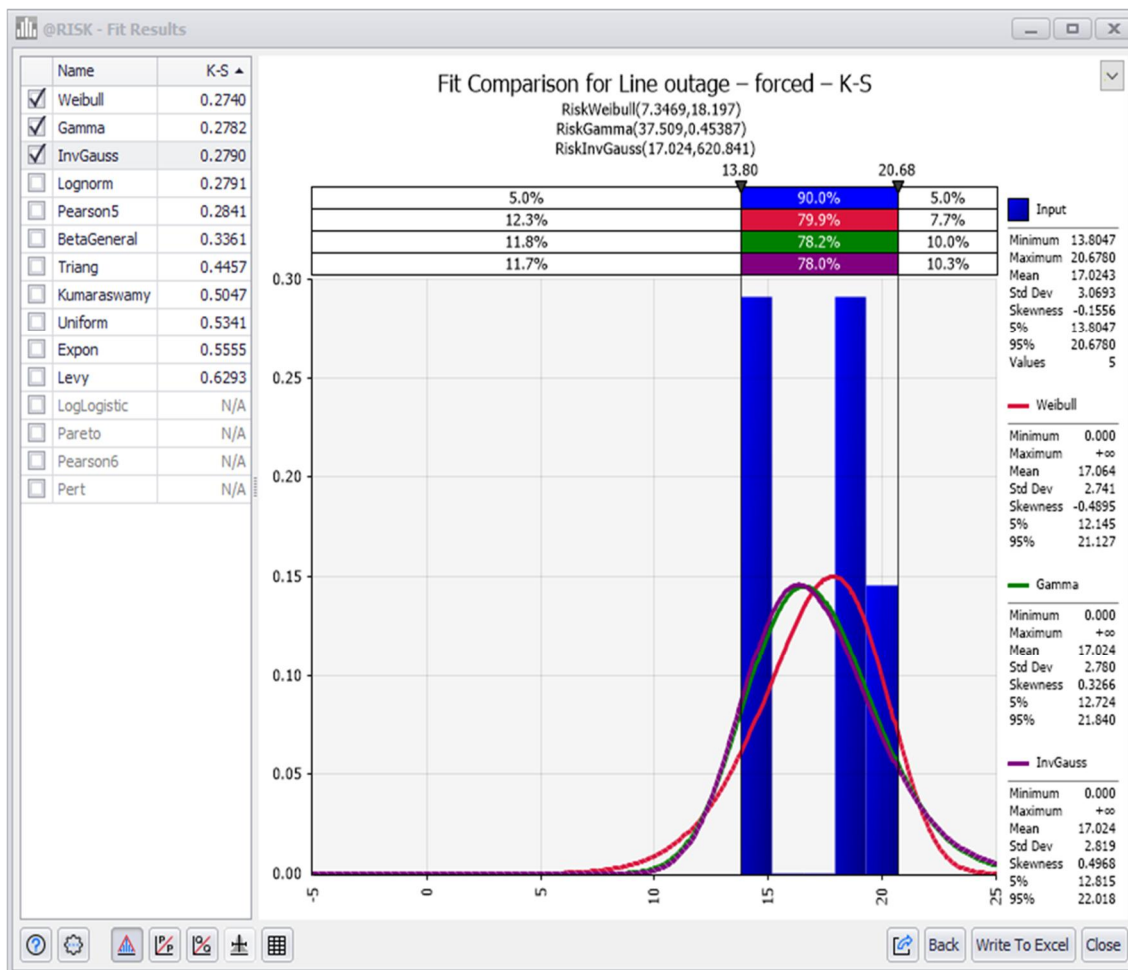 @RISK - Fit Results
Name K-S
Weibull 0.2740
Gamma 0.2782
InvGauss 0.2790
Lognorm 0.2791
Pearson5 0.2841
BetaGeneral 0.3361
Triang 0.4457
Kumaraswamy 0.5047
Uniform 0.5341
Expon 0.5555
Levy 0.6293
LogLogistic N/A
Pareto N/A
Pearson6 N/A
Pert N/A
Fit Comparison for Line outage – forced – K-S
RiskWeibull(7.3469,18.197)
RiskGamma(37.509,0.45387)
RiskInvGauss(17.024,620.841)
13.80 20.68
5.0% 90.0% 5.0%
12.3% 79.9% 7.7%
11.8% 78.2% 10.0%
11.7% 78.0% 10.3%
0.30
0.25
0.20
0.15
0.10
0.05
0.00
-5 0 5 10 15 20 25
Input
Minimum 13.8047
Maximum 20.6780
Mean 17.0243
Std Dev 3.0693
Skewness -0.1556
5% 13.8047
95% 20.6780
Values 5
Weibull
Minimum 0.000
Maximum +∞
Mean 17.064
Std Dev 2.741
Skewness -0.4895
5% 12.145
95% 21.127
Gamma
Minimum 0.000
Maximum +∞
Mean 17.024
Std Dev 2.780
Skewness 0.3266
5% 12.724
95% 21.840
InvGauss
Minimum 0.000
Maximum +∞
Mean 17.024
Std Dev 2.819
Skewness 0.4968
5% 12.815
95% 22.018
? P/P Q/Q Back Write To Excel Close